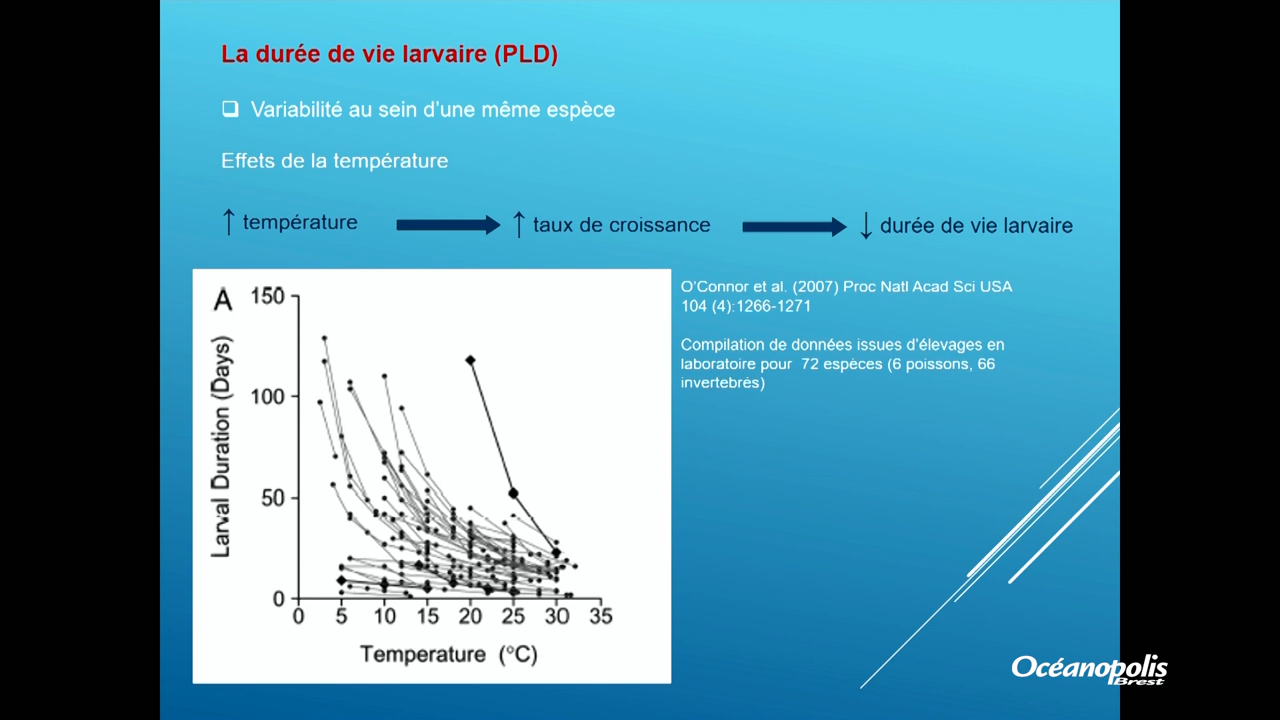 La durée de vie larvaire (PLD)
❑ Variabilité au sein d'une même espèce
Effets de la température
↑ température
↑ taux de croissance
↓ durée de vie larvaire
A
150
100
50
0
Larval Duration (Days)
0 5 10 15 20 25 30 35
Temperature (°C)
O'Connor et al. (2007) Proc Natl Acad Sci USA
104 (4):1266-1271
Compilation de données issues d'élevages en
laboratoire pour 72 espèces (6 poissons, 66
invertebrés)
Océanopolis
Brest